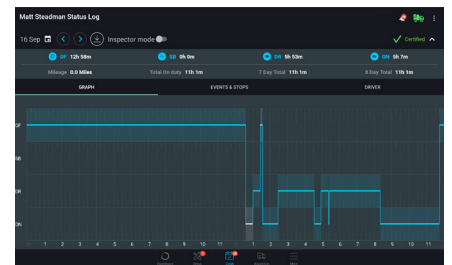 Matt Steadman Status Log
16 Sep Inspector mode Certified
OF 12h 58m SB 0h 0m DR 5h 53m ON 5h 7m
Mileage 0.0 Miles Total On duty 11h 1m 7 Day Total 11h 1m 8 Day Total 11h 1m
GRAPH EVENTS & STOPS DRIVER
OF
SB
DR
ON
1 2 3 4 5 6 7 8 9 10 11 1 2 3 4 5 6 7 8 9 10 11